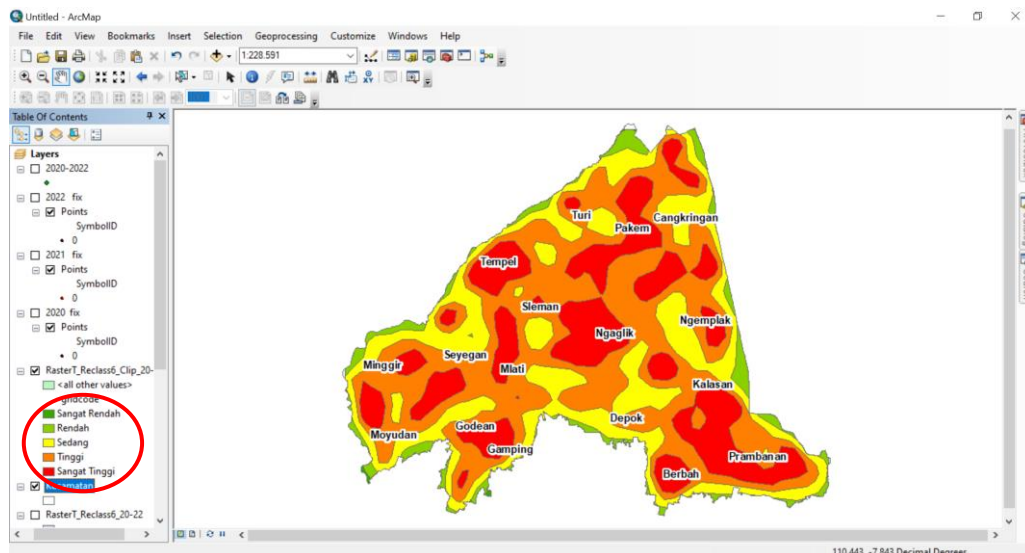 Untitled - ArcMap
File Edit View Bookmarks Insert Selection Geoprocessing Customize Windows Help
1:228.591
Table Of Contents
Layers
2020-2022
2022 fix
Points
SymbolID
0
2021 fix
Points
SymbolID
0
2020 fix
Points
SymbolID
0
RasterT_Reclass6_Clip_20-
<all other values>
gridcode
Sangat Rendah
Rendah
Sedang
Tinggi
Sangat Tinggi
Kecamatan
RasterT_Reclass6_20-22
Turi
Cangkringan
Pakem
Tempel
Sleman
Ngemplak
Ngaglik
Seyegan
Minggir
Mlati
Kalasan
Depok
Godean
Moyudan
Gamping
Prambanan
Berbah
110,443 -7,843 Decimal Degrees